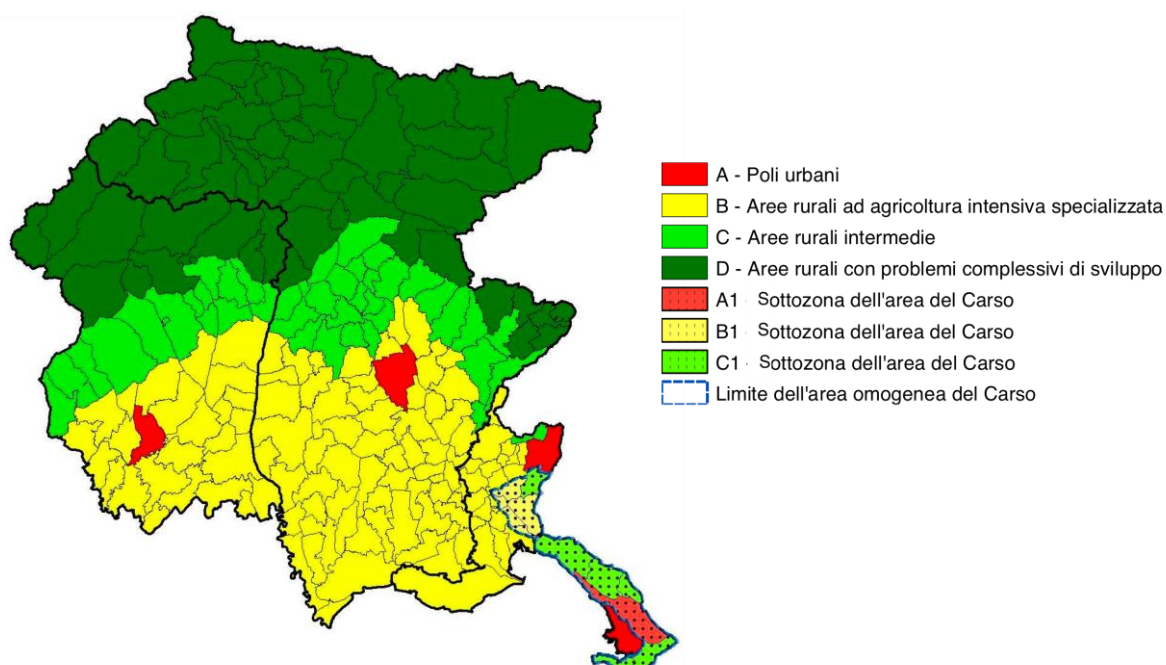 A - Poli urbani
B - Aree rurali ad agricoltura intensiva specializzata
C - Aree rurali intermedie
D - Aree rurali con problemi complessivi di sviluppo
A1 - Sottozona dell'area del Carso
B1 - Sottozona dell'area del Carso
C1 - Sottozona dell'area del Carso
Limite dell'area omogenea del Carso